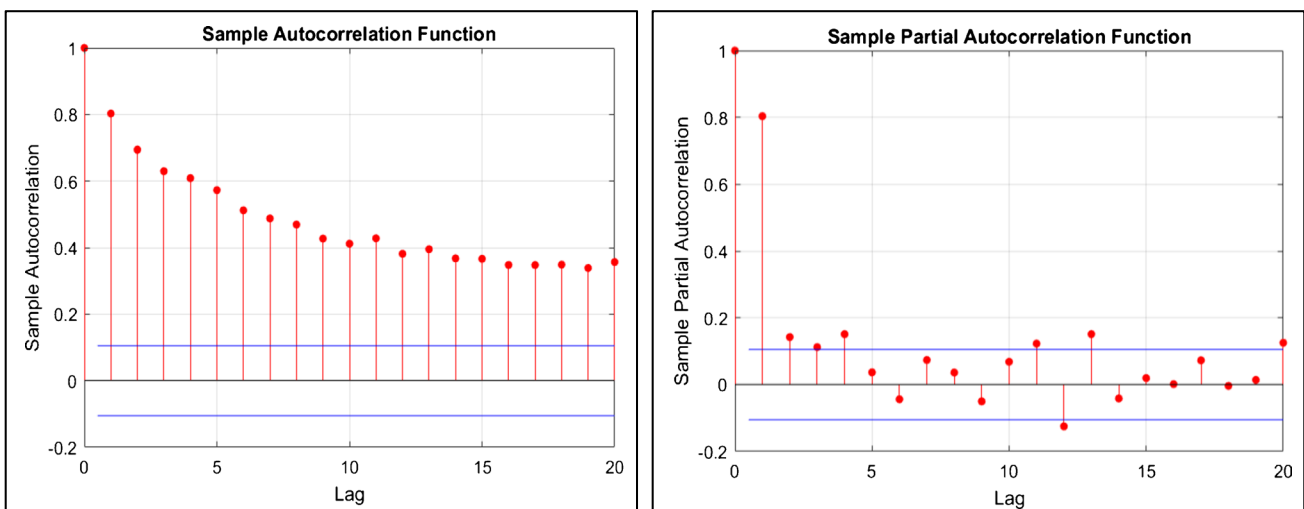 Sample Autocorrelation Function
Sample Autocorrelation
1
0.8
0.6
0.4
0.2
0
-0.2
0 5 10 15 20
Lag
Sample Partial Autocorrelation Function
Sample Partial Autocorrelation
1
0.8
0.6
0.4
0.2
0
-0.2
0 5 10 15 20
Lag